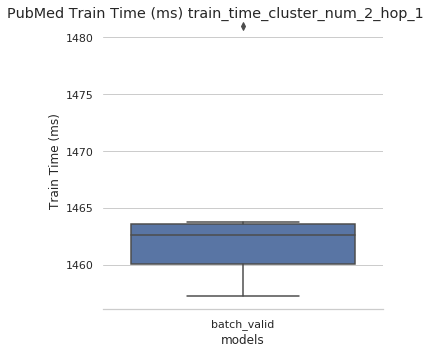 PubMed Train Time (ms) train_time_cluster_num_2_hop_1
1480
1475
1470
1465
1460
Train Time (ms)
batch_valid
models